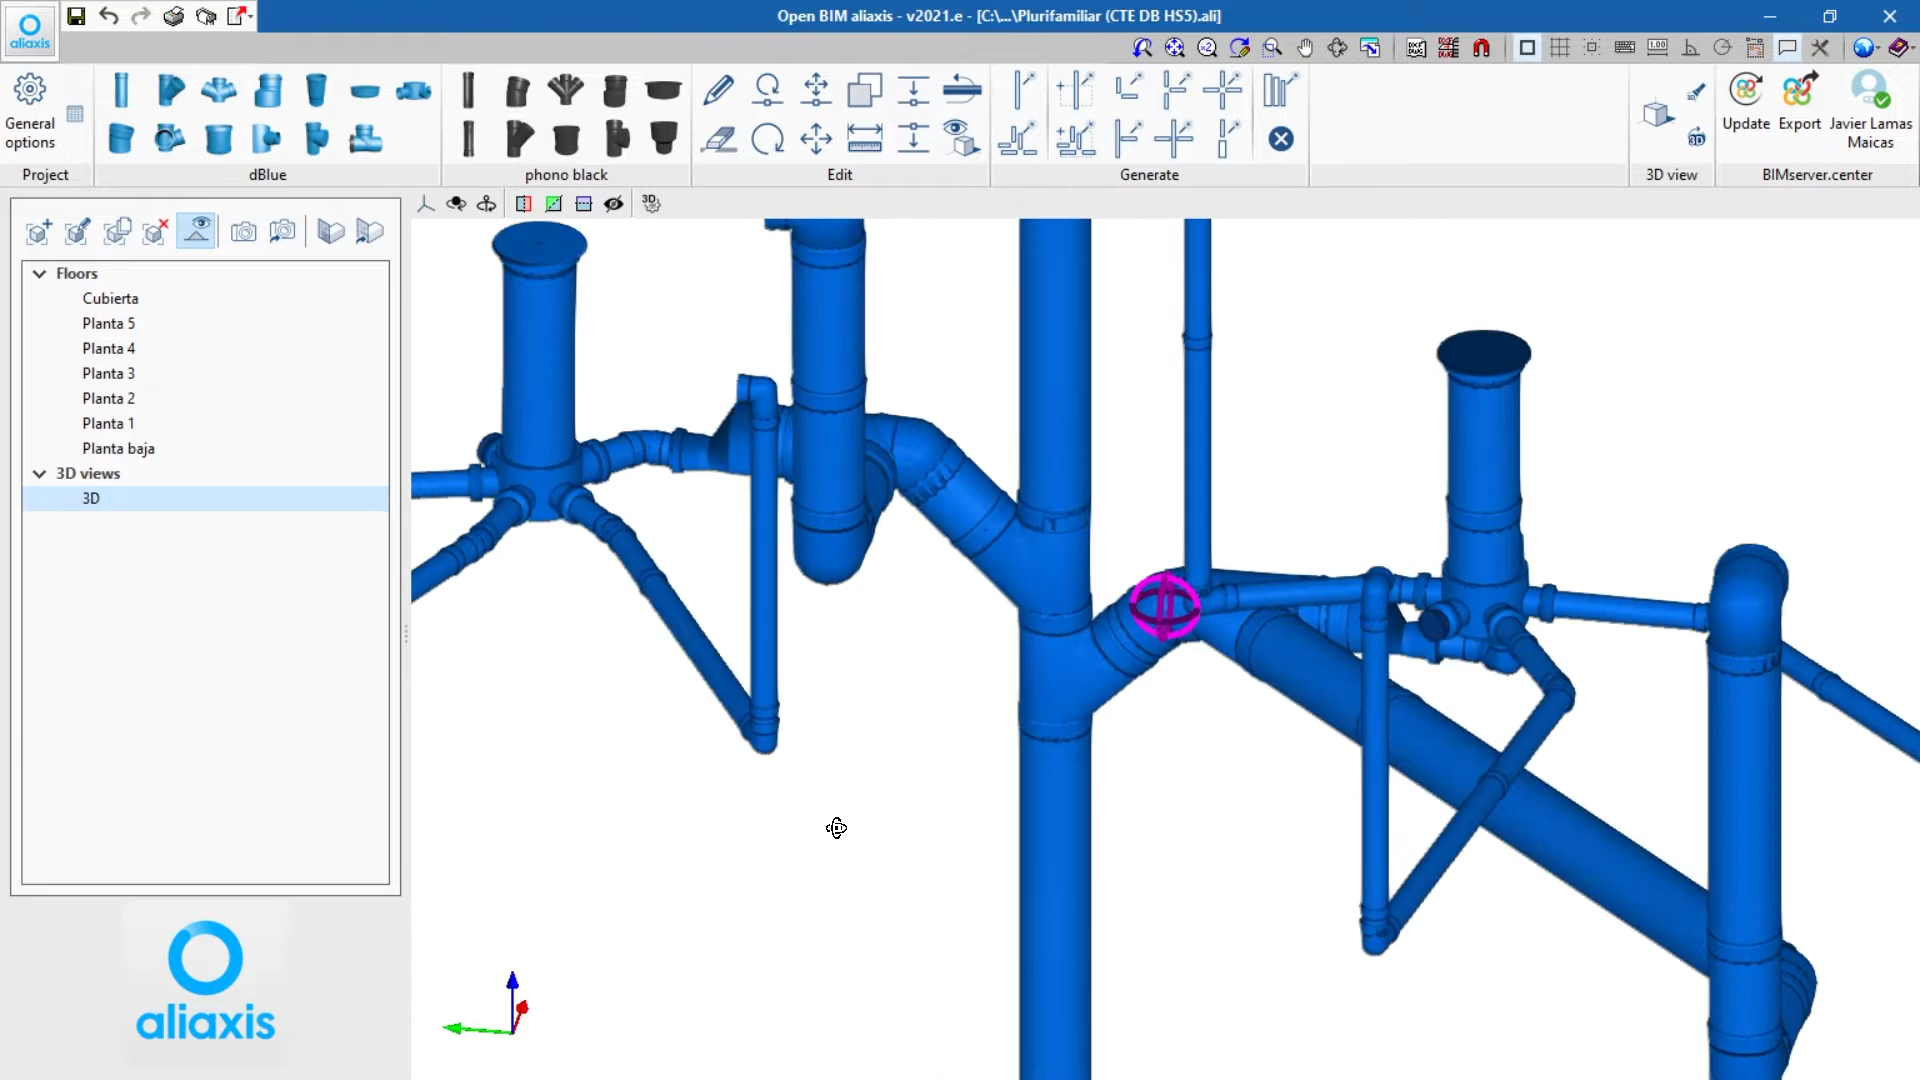 Open BIM aliaxis - v2021.e - [C:\...\Plurifamiliar (CTE DB HS5).ali]
aliaxis
General
options
Update
Export
Javier Lamas
Maicas
Project
dBlue
phono black
Edit
Generate
3D view
BIMserver.center
Floors
Cubierta
Planta 5
Planta 4
Planta 3
Planta 2
Planta 1
Planta baja
3D views
3D
aliaxis